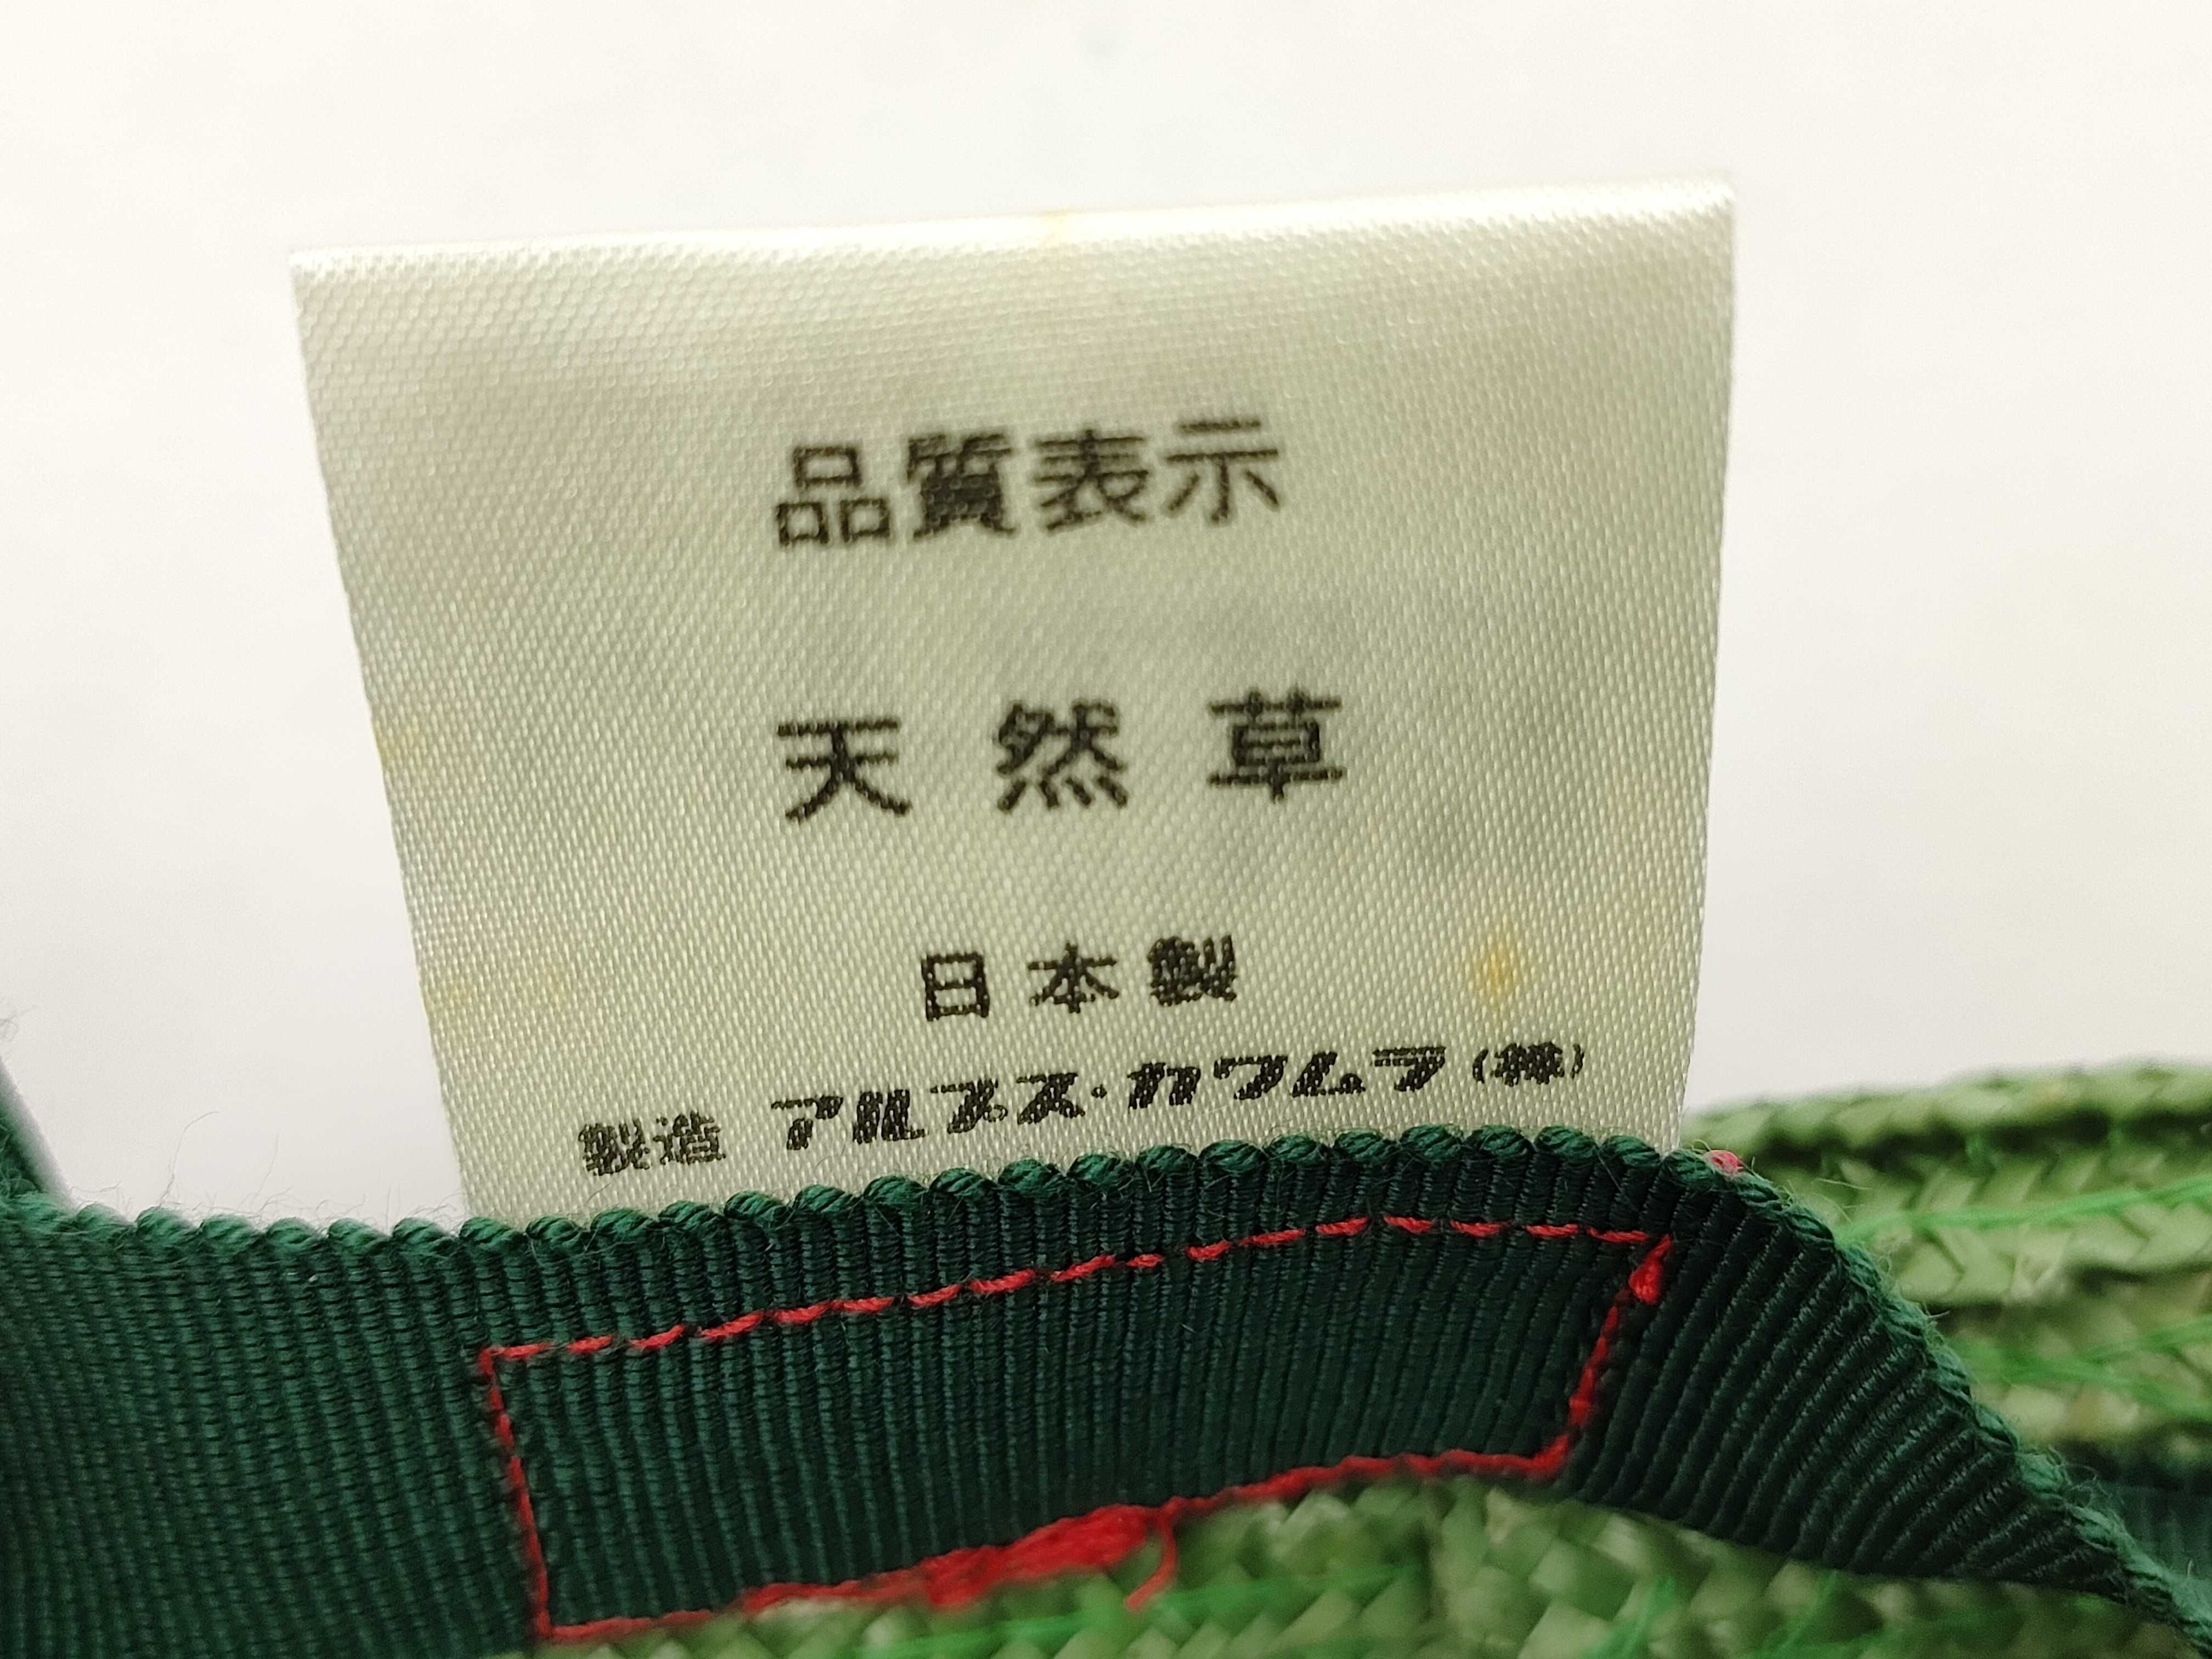 品質表示
天然草
日本製
製造 アルプス・カワムラ(株)